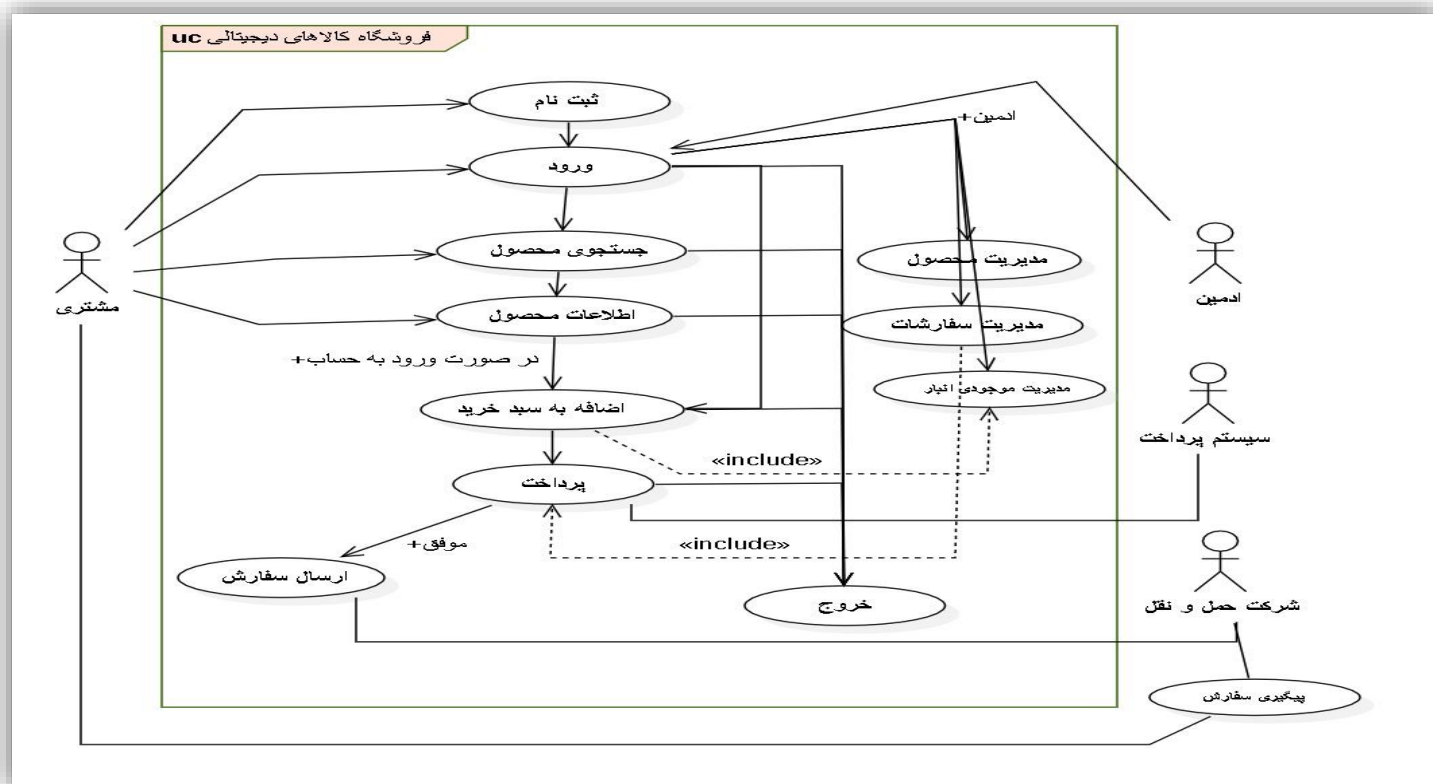 uc فروشگاه کالاهای دیجیتالی
ثبت نام
+ادمین
ورود
جستجوی محصول
مدیریت محصول
مشتری
ادمین
اطلاعات محصول
مدیریت سفارشات
+در صورت ورود به حساب
مدیریت موجودی انبار
اضافه به سبد خرید
سیستم پرداخت
«include»
پرداخت
+موفق
«include»
ارسال سفارش
خروج
شرکت حمل و نقل
پیگیری سفارش